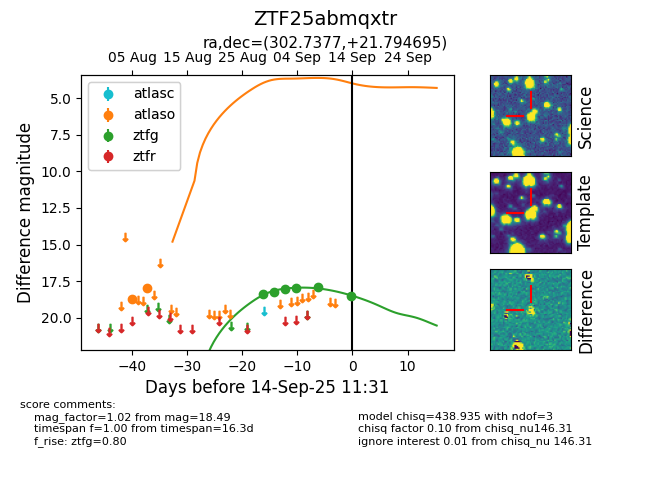 ZTF25abmqxtr
ra,dec=(302.7377,+21.794695)
05 Aug 15 Aug 25 Aug 04 Sep 14 Sep 24 Sep
atlasc
atlaso
ztfg
ztfr
5.0
7.5
10.0
12.5
15.0
17.5
20.0
Difference magnitude
−40 −30 −20 −10 0 10
Days before 14-Sep-25 11:31
Science
Template
Difference
score comments:
mag_factor=1.02 from mag=18.49
timespan f=1.00 from timespan=16.3d
f_rise: ztfg=0.80
model chisq=438.935 with ndof=3
chisq factor 0.10 from chisq_nu146.31
ignore interest 0.01 from chisq_nu 146.31